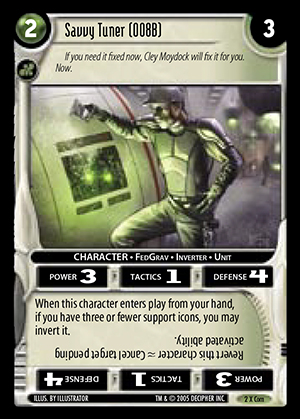 2
Savvy Tuner (008B)
3
If you need it fixed now, Cley Moydock will fix it for you.
Now.
CHARACTER • FEDGRAV • INVERTER • UNIT
POWER 3 TACTICS 1 DEFENSE 4
When this character enters play from your hand,
if you have three or fewer support icons, you may
invert it.
Revert this character ≈ Cancel target pending
activated ability.
POWER 3 TACTICS 1 DEFENSE 4
ILLUS. BY ILLUSTRATOR
TM & © 2005 DECIPHER INC.
2 X Com